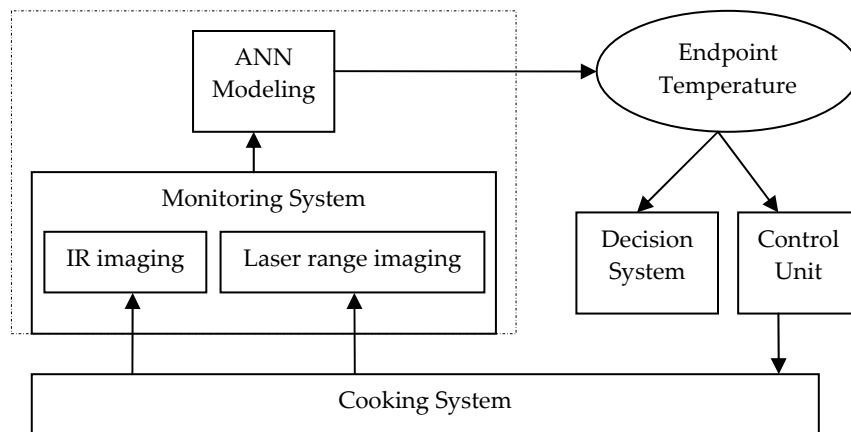 ANN
Modeling
Endpoint
Temperature
Monitoring System
IR imaging
Laser range imaging
Decision
System
Control
Unit
Cooking System